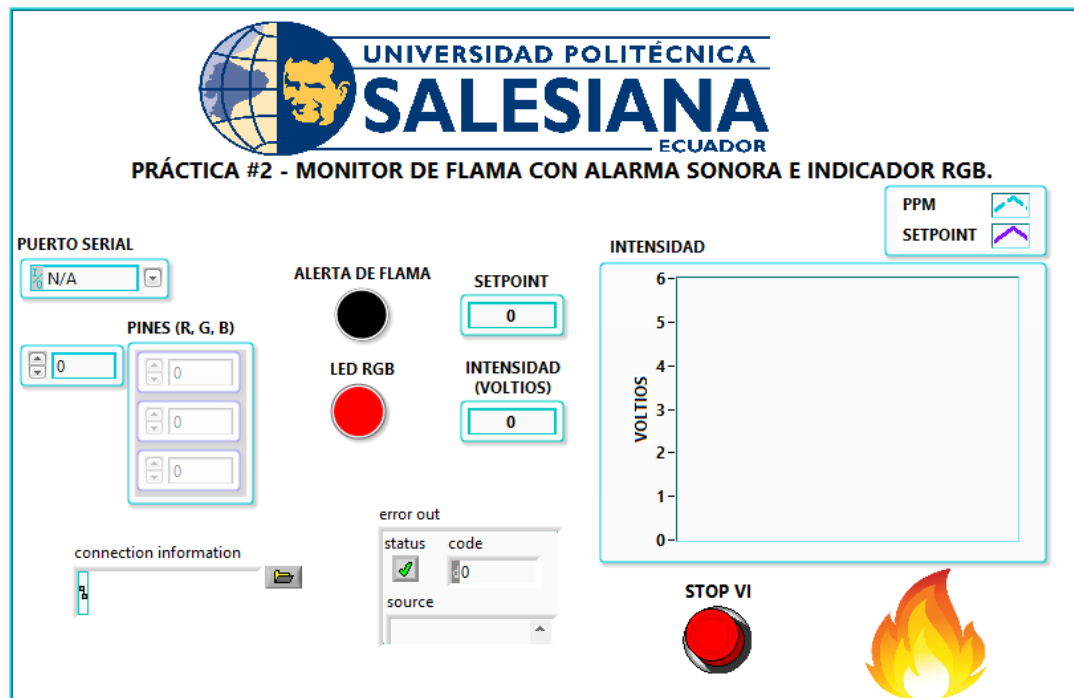 UNIVERSIDAD POLITÉCNICA
SALESIANA
ECUADOR
PRÁCTICA #2 - MONITOR DE FLAMA CON ALARMA SONORA E INDICADOR RGB.
PPM
SETPOINT
PUERTO SERIAL
I/O N/A
PINES (R, G, B)
0
0
0
0
ALERTA DE FLAMA
LED RGB
SETPOINT
0
INTENSIDAD
(VOLTIOS)
0
INTENSIDAD
VOLTIOS
6
5
4
3
2
1
0
connection information
error out
status code
d 0
source
STOP VI